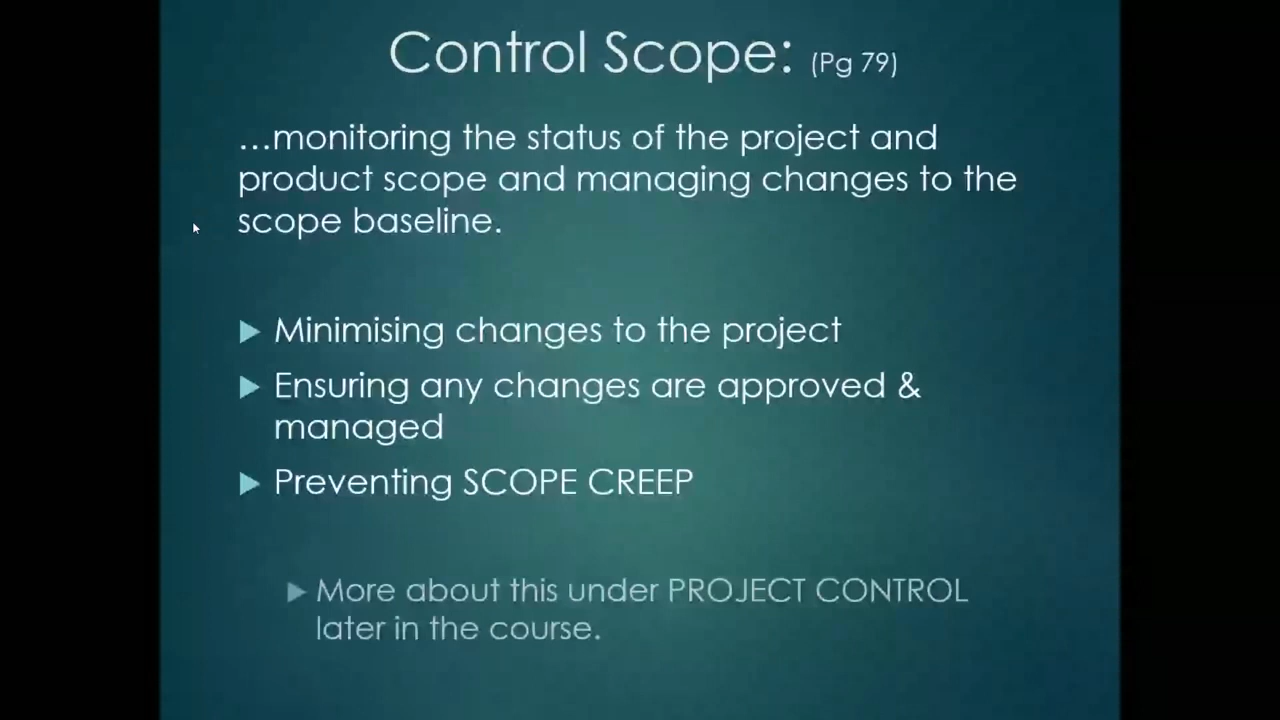 Control Scope: (Pg 79)
…monitoring the status of the project and
product scope and managing changes to the
scope baseline.
Minimising changes to the project
Ensuring any changes are approved &
managed
Preventing SCOPE CREEP
More about this under PROJECT CONTROL
later in the course.